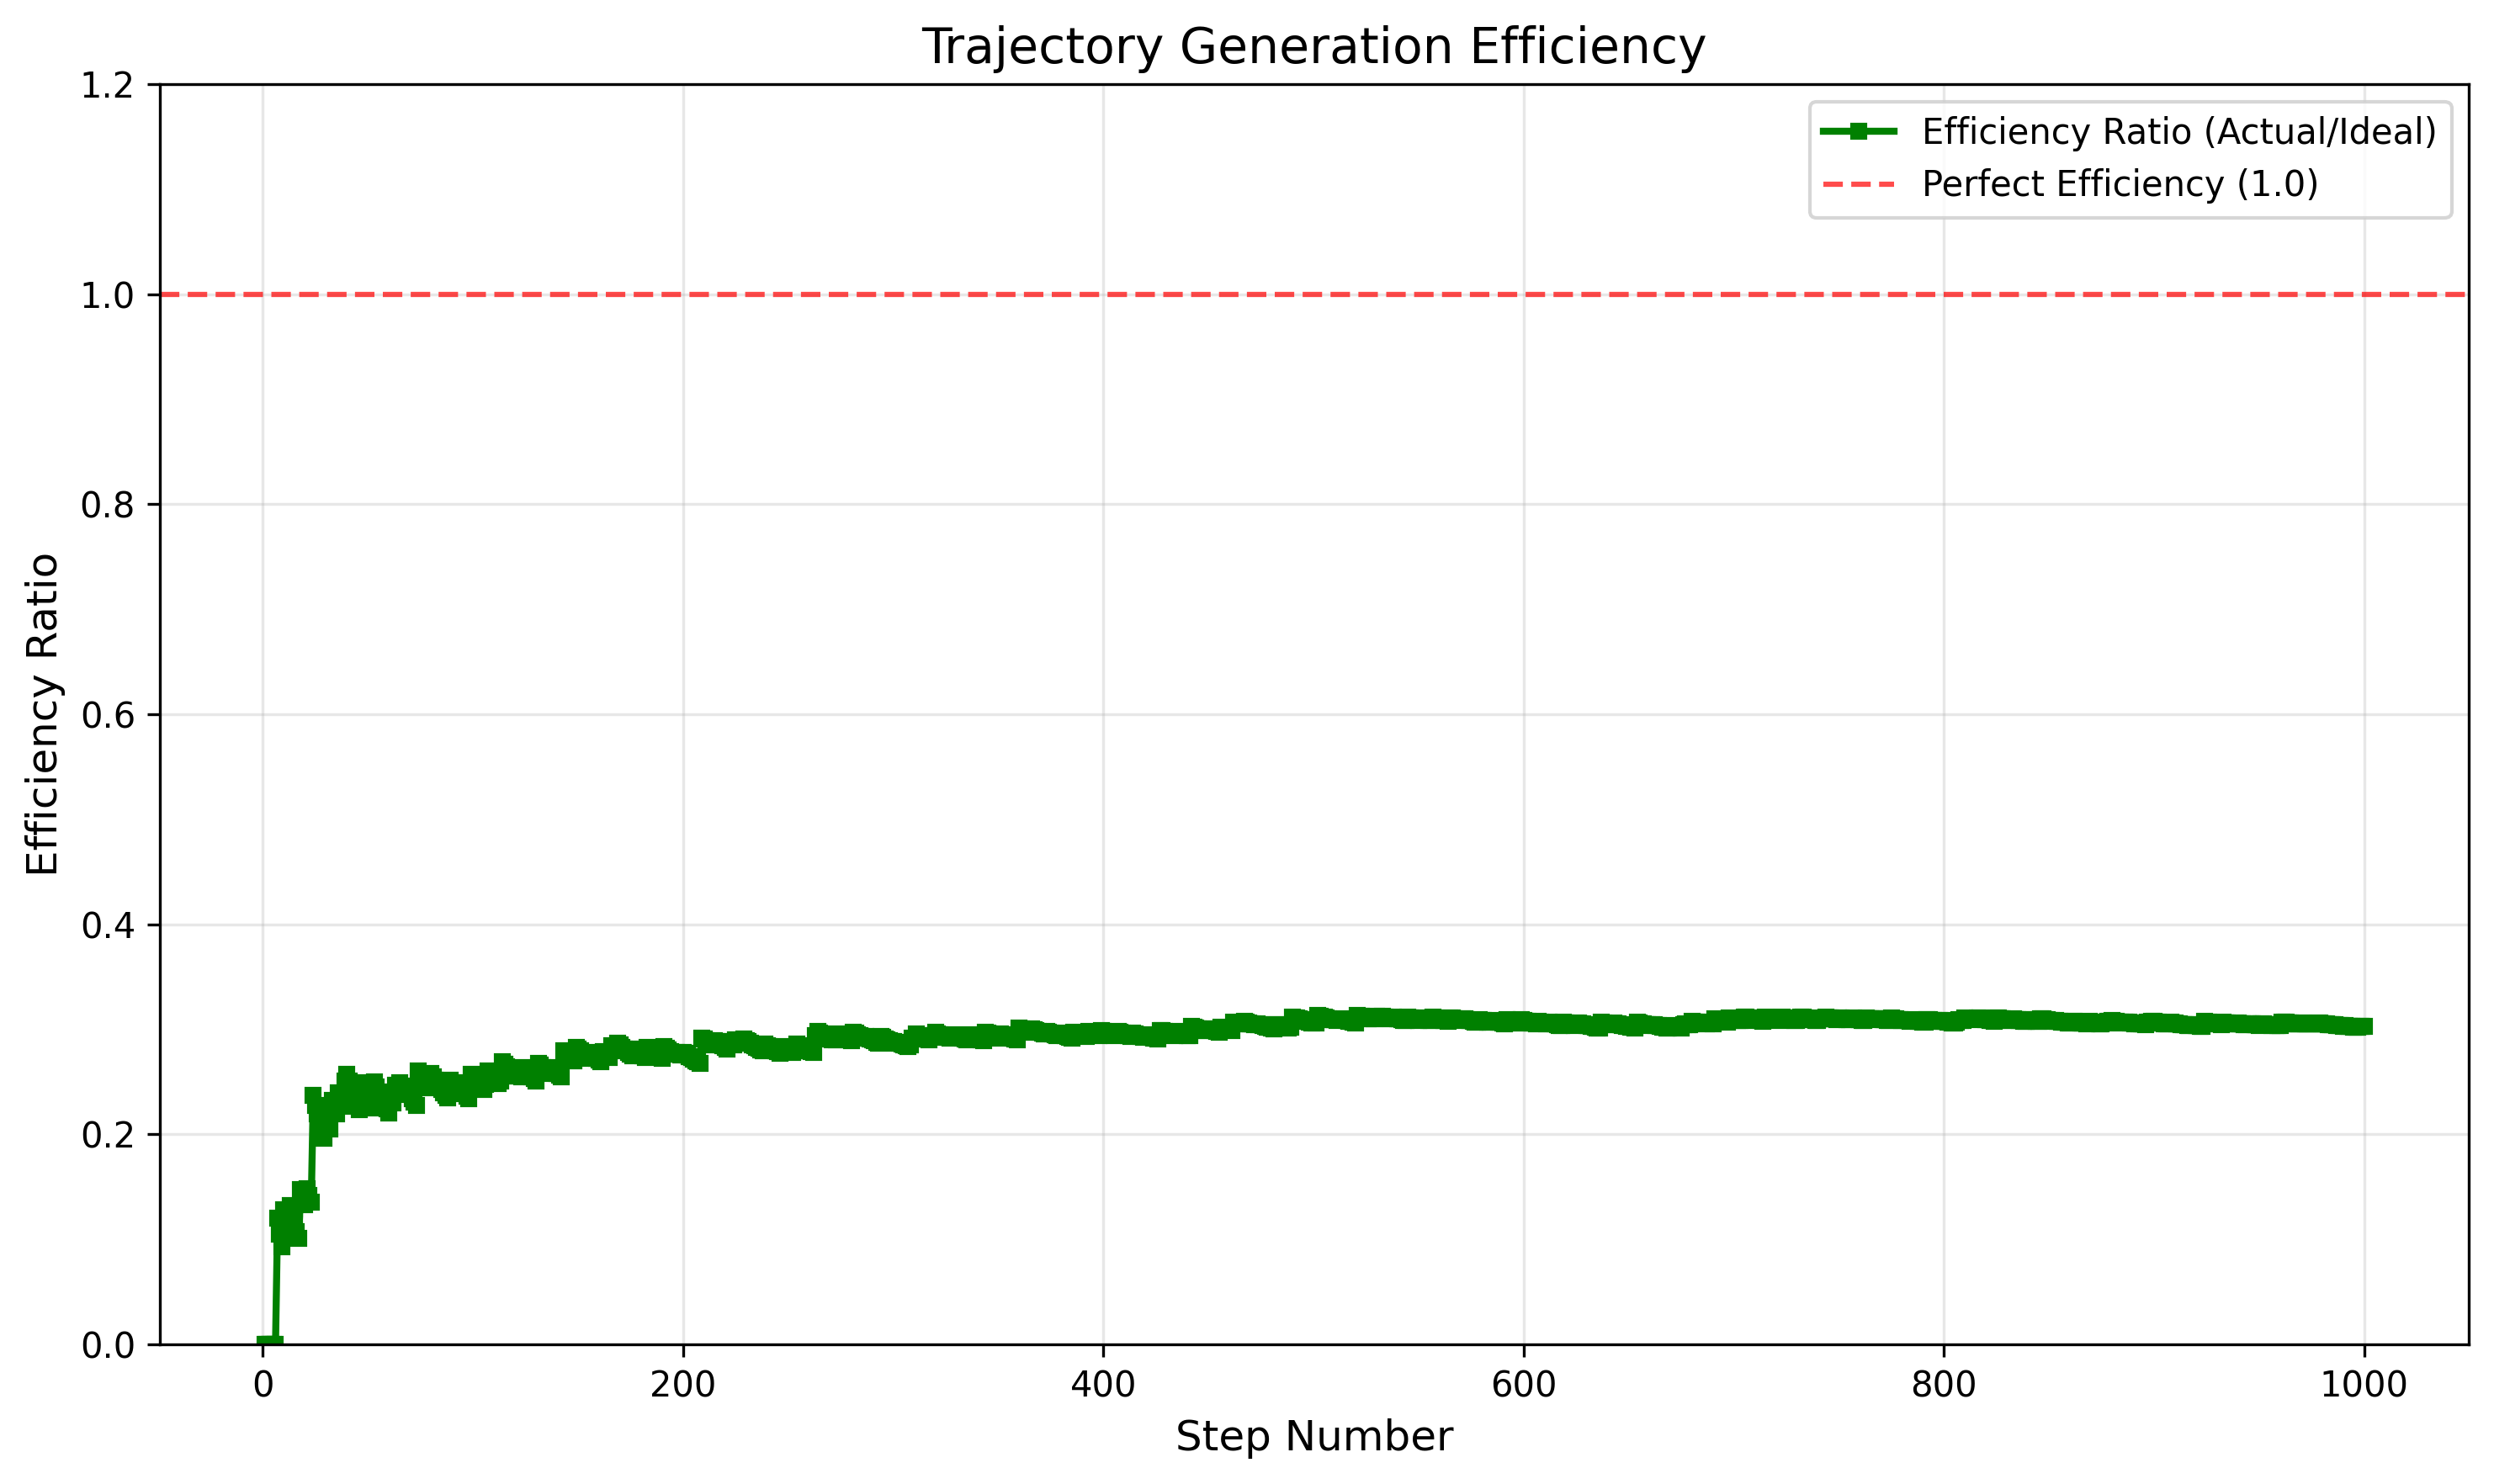 Trajectory Generation Efficiency
1.2
1.0
0.8
0.6
0.4
0.2
0.0
Efficiency Ratio
Efficiency Ratio (Actual/Ideal)
Perfect Efficiency (1.0)
0 200 400 600 800 1000
Step Number